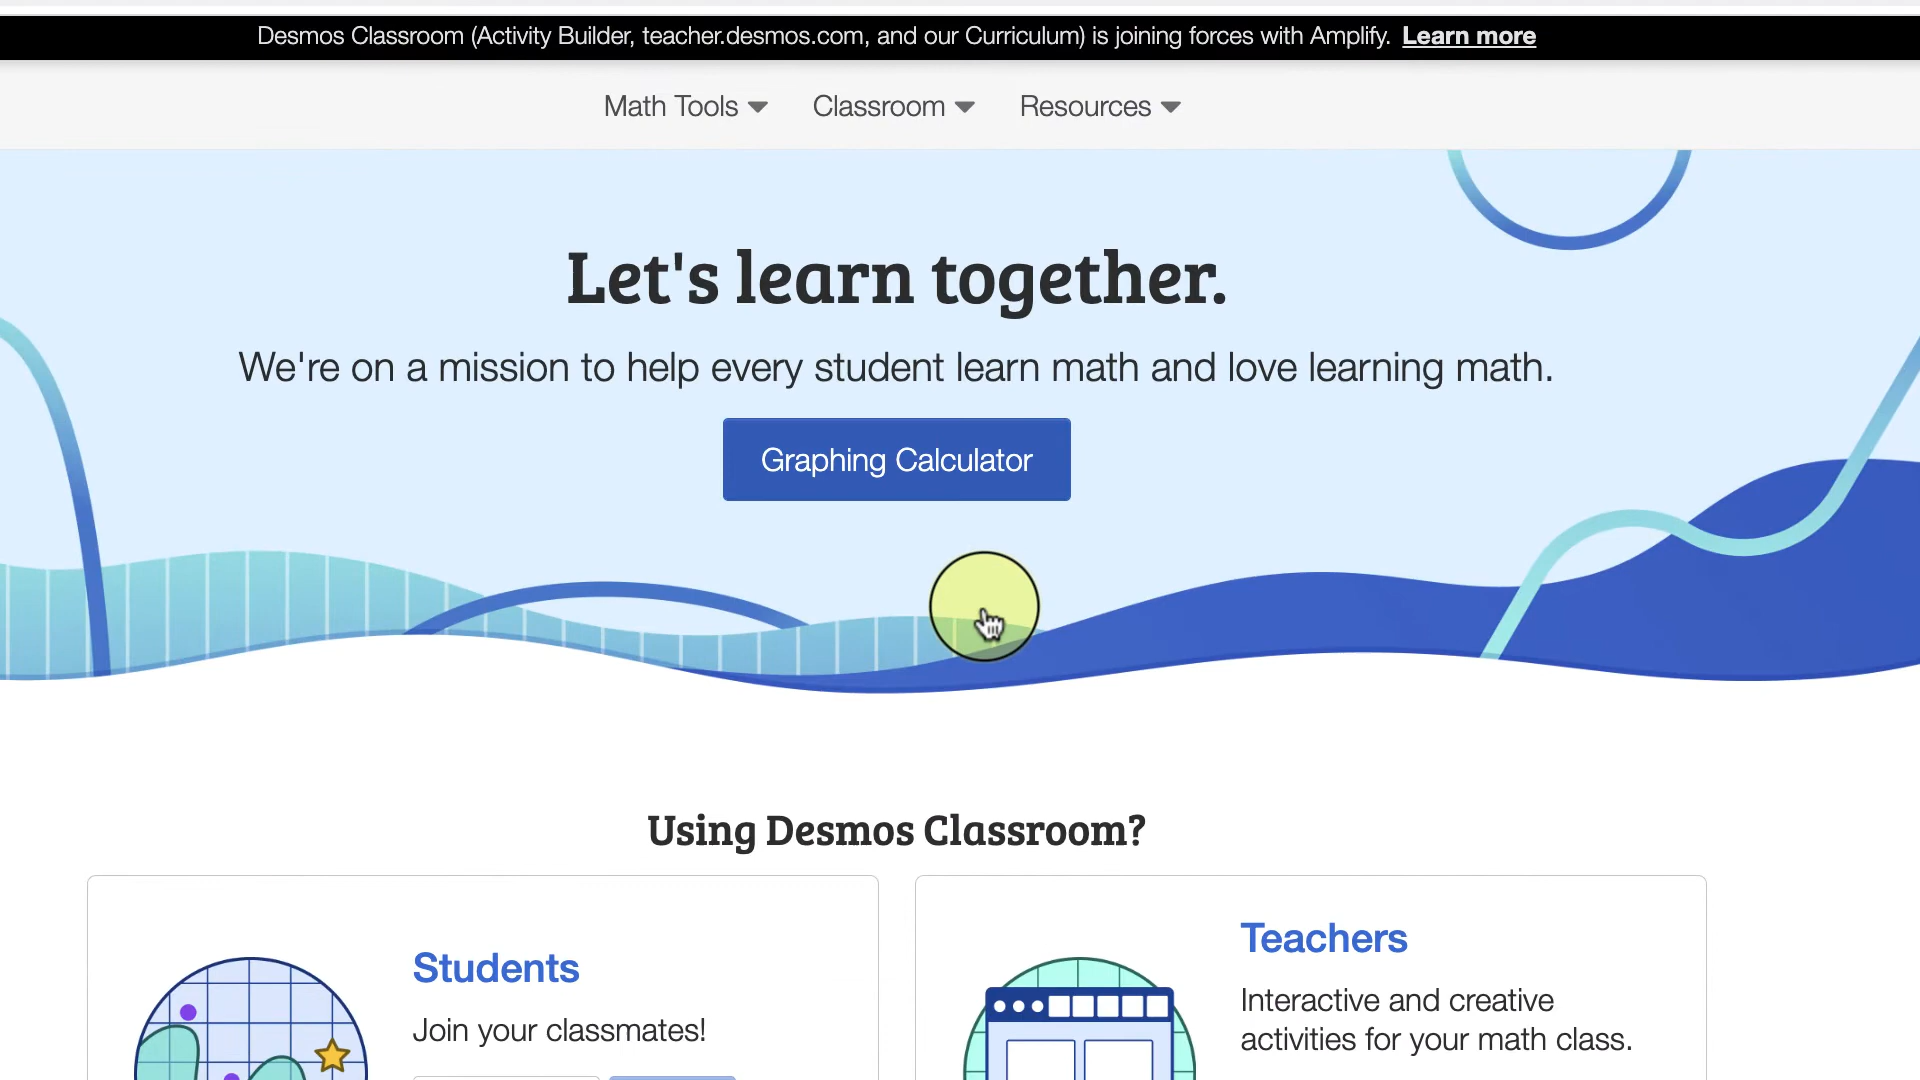 Desmos Classroom (Activity Builder, teacher.desmos.com, and our Curriculum) is joining forces with Amplify. Learn more
Math Tools Classroom Resources
Let's learn together.
We're on a mission to help every student learn math and love learning math.
Graphing Calculator
Using Desmos Classroom?
Students
Join your classmates!
Teachers
Interactive and creative
activities for your math class.